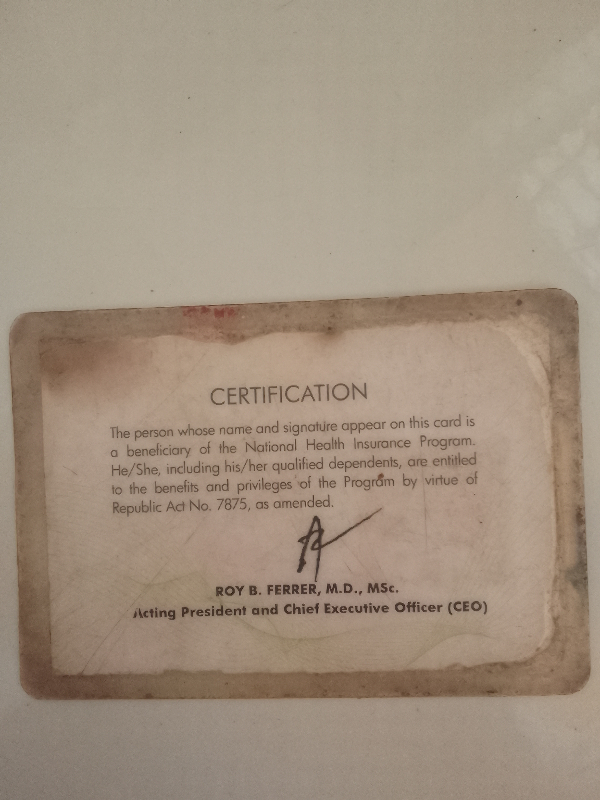 CERTIFICATION
The person whose name and signature appear on this card is
a beneficiary of the National Health Insurance Program.
He/She, including his/her qualified dependents, are entitled
to the benefits and privileges of the Program by virtue of
Republic Act No. 7875, as amended.
ROY B. FERRER, M.D., MSc.
Acting President and Chief Executive Officer (CEO)